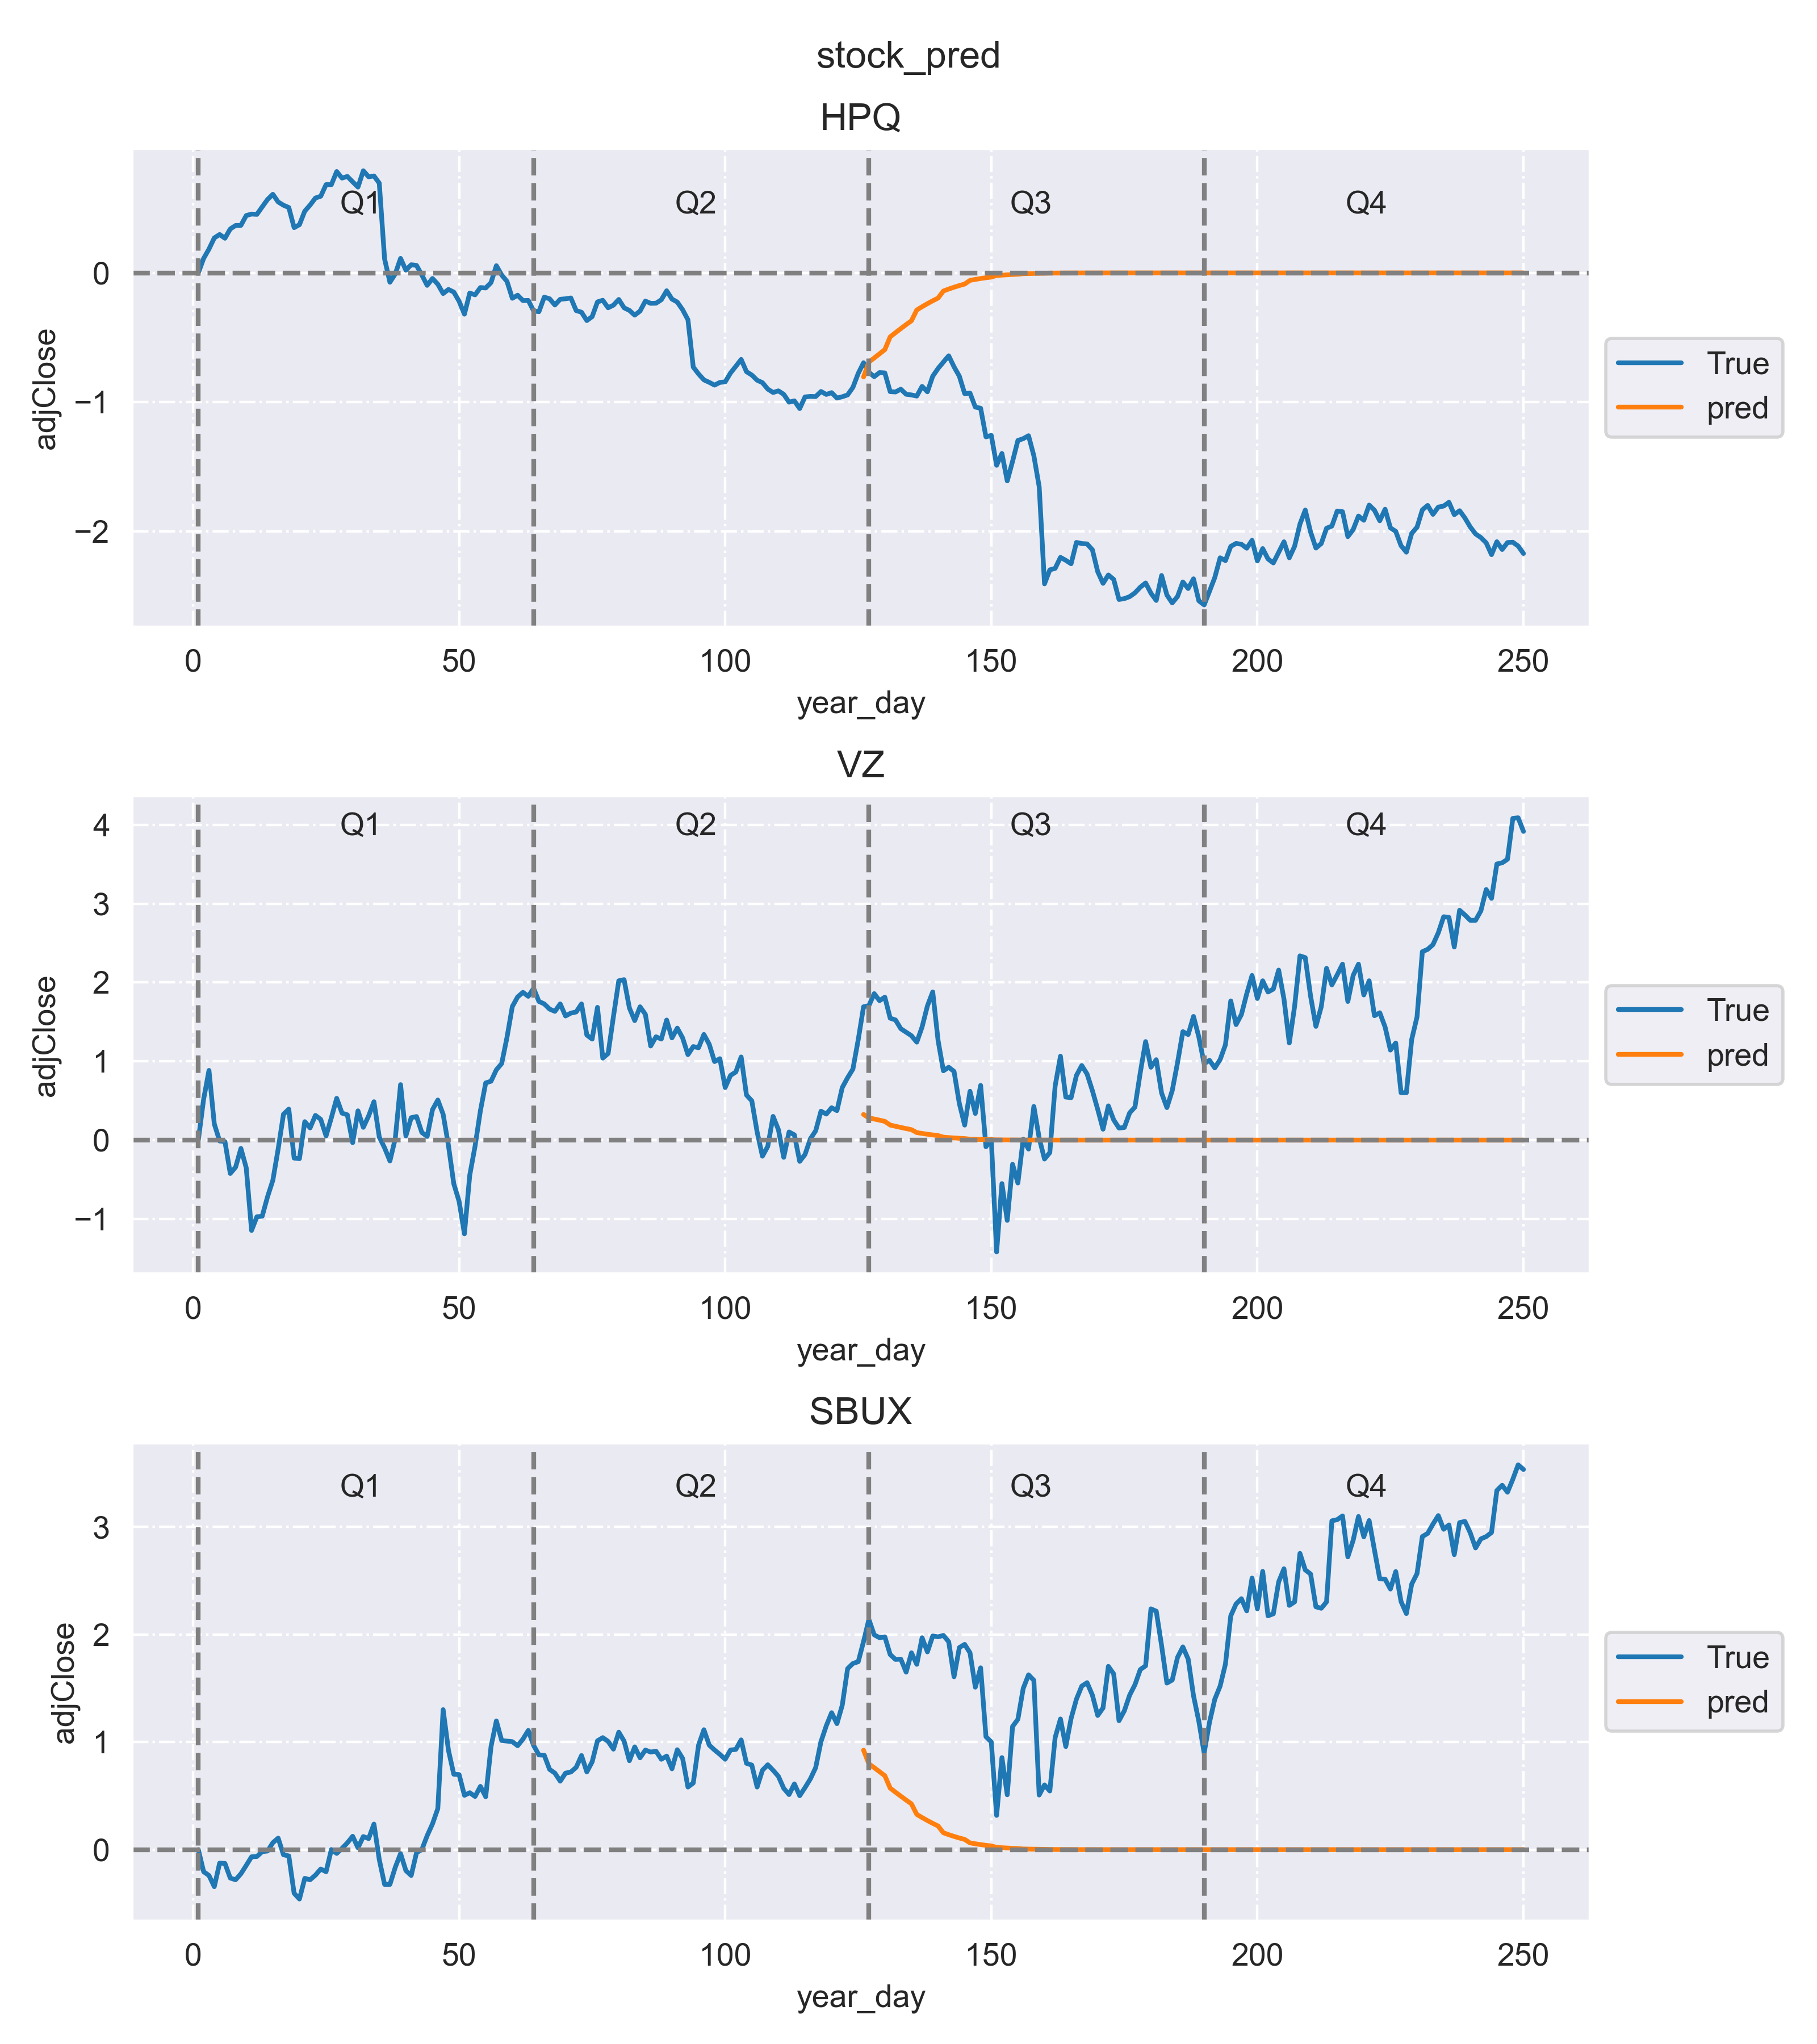 stock_pred
HPQ
Q1 Q2 Q3 Q4
0
−1
−2
adjClose
0 50 100 150 200 250
year_day
True
pred
VZ
Q1 Q2 Q3 Q4
4
3
2
1
0
−1
adjClose
0 50 100 150 200 250
year_day
True
pred
SBUX
Q1 Q2 Q3 Q4
3
2
1
0
adjClose
0 50 100 150 200 250
year_day
True
pred